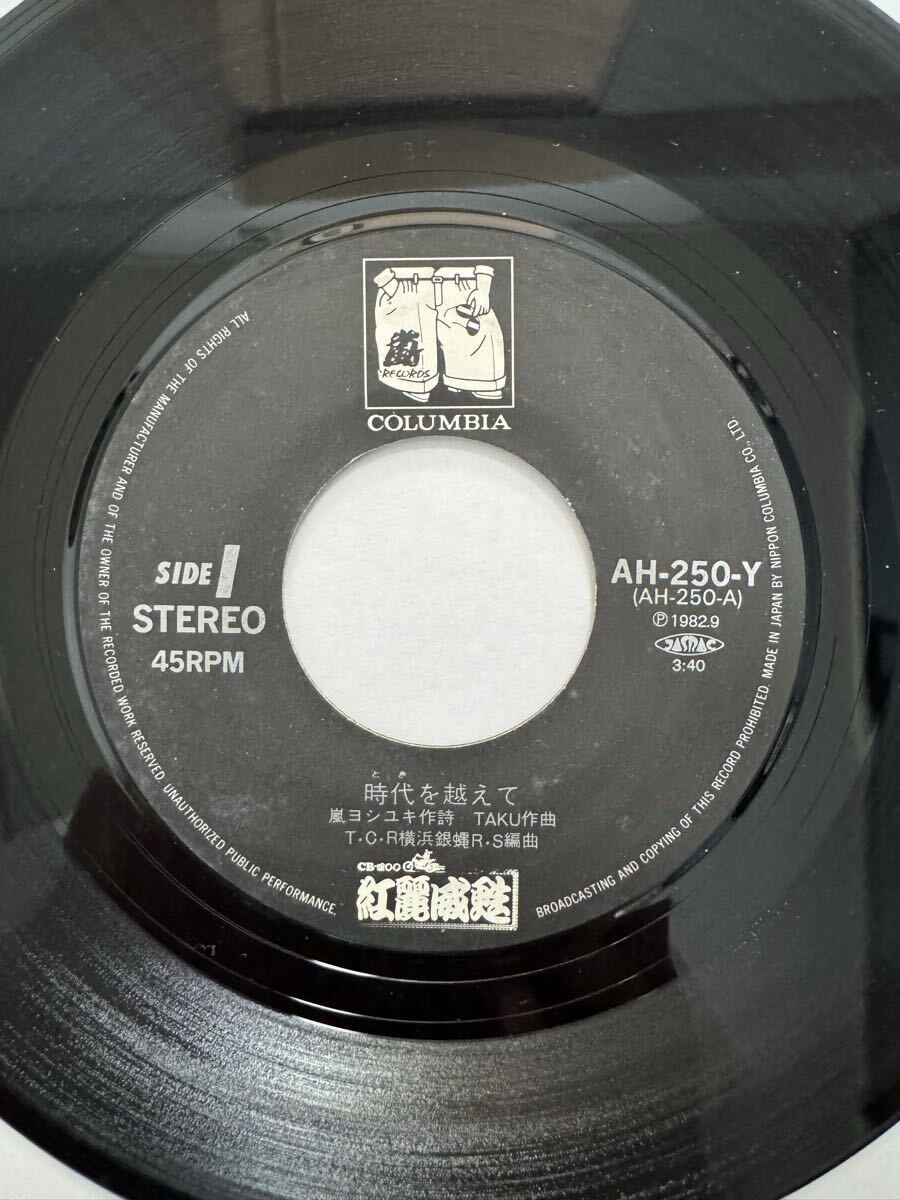 嵐
RECORDS
COLUMBIA
SIDE 1
STEREO
45RPM
AH-250-Y
(AH-250-A)
Ⓟ 1982.9
JASRAC
3:40
とき
時代を越えて
嵐ヨシユキ作詩 TAKU作曲
T・C・R横浜銀蝿R・S編曲
紅麗威甦
ALL RIGHTS OF THE MANUFACTURER AND OF THE OWNER OF THE RECORDED WORK RESERVED. UNAUTHORIZED PUBLIC PERFORMANCE, BROADCASTING AND COPYING OF THIS RECORD PROHIBITED. MADE IN JAPAN BY NIPPON COLUMBIA CO., LTD.